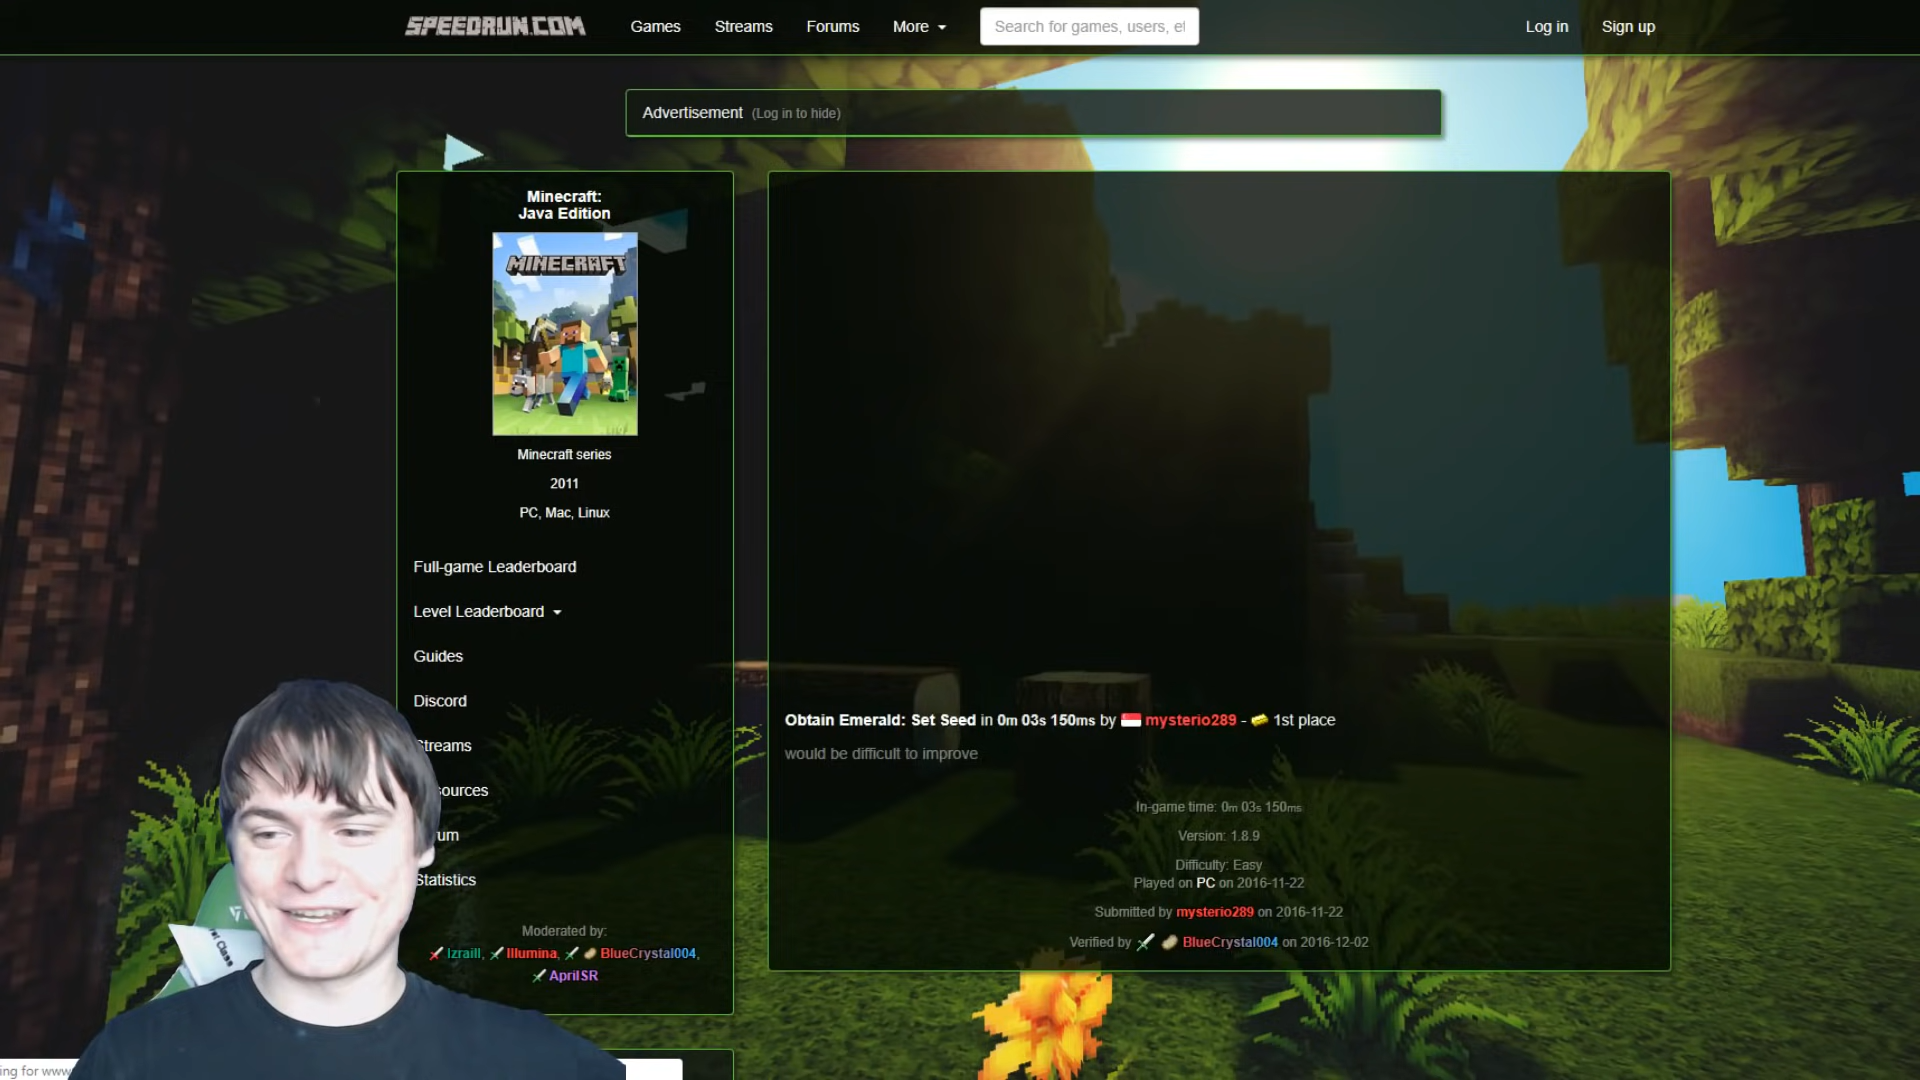 SPEEDRUN.COM
Games
Streams
Forums
More
Search for games, users, et
Log in
Sign up
Advertisement (Log in to hide)
Minecraft:
Java Edition
MINECRAFT
Minecraft series
2011
PC, Mac, Linux
Full-game Leaderboard
Level Leaderboard
Guides
Discord
Streams
sources
rum
Statistics
Moderated by:
Izraill, Illumina, BlueCrystal004,
AprilSR
Obtain Emerald: Set Seed in 0m 03s 150ms by mysterio289 - 1st place
would be difficult to improve
In-game time: 0m 03s 150ms
Version: 1.8.9
Difficulty: Easy
Played on PC on 2016-11-22
Submitted by mysterio289 on 2016-11-22
Verified by BlueCrystal004 on 2016-12-02
ing for www